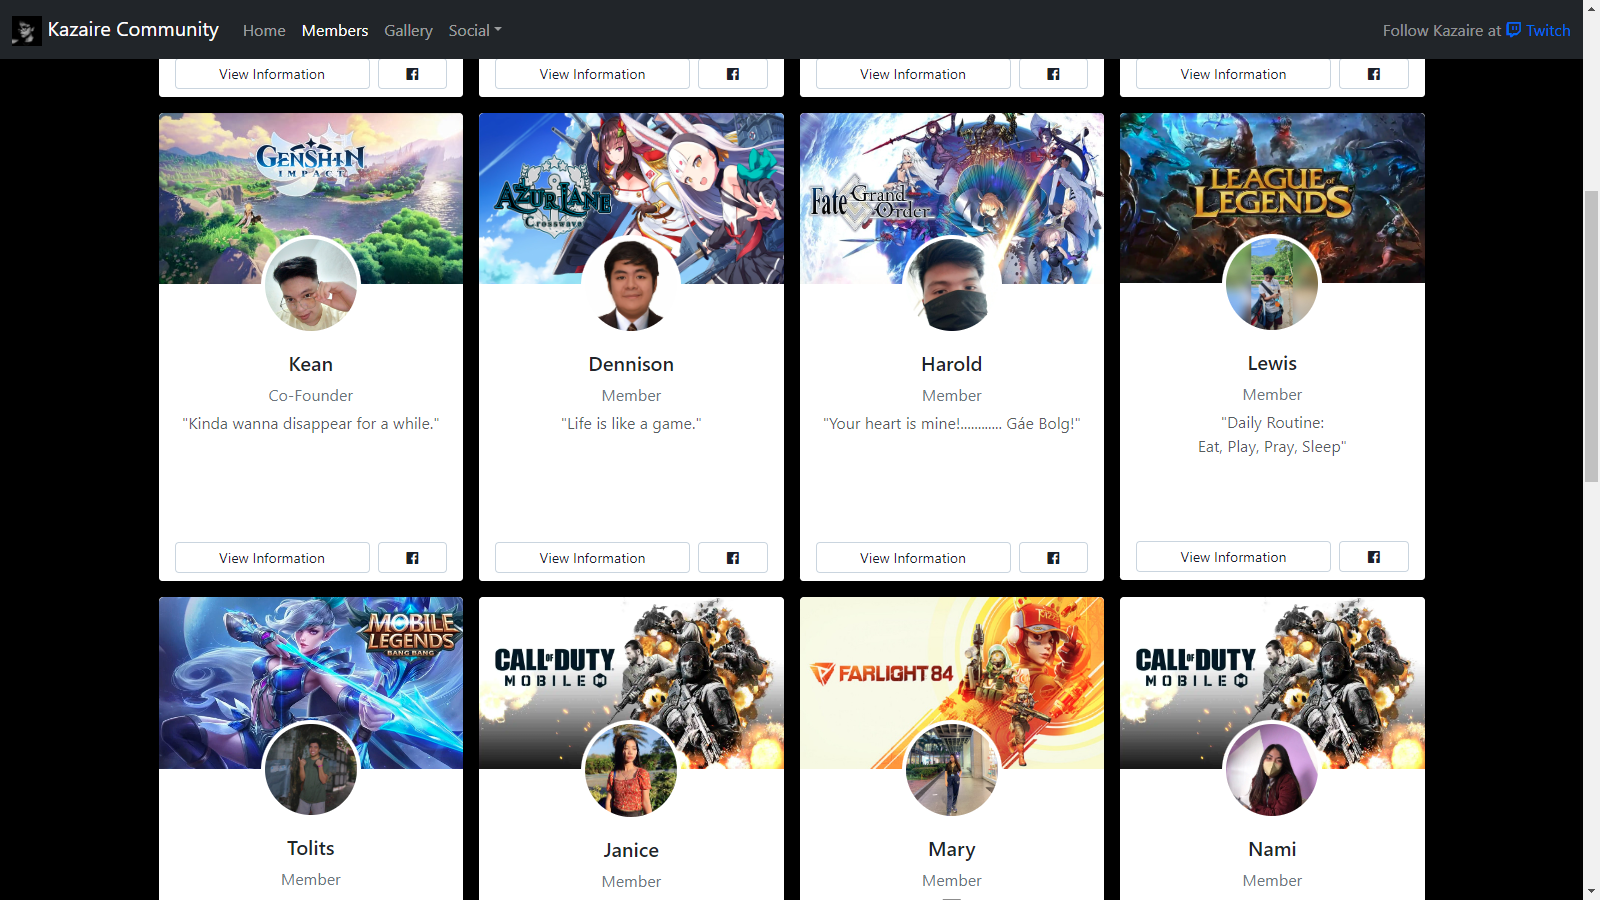 Kazaire Community
Home
Members
Gallery
Social
Follow Kazaire at Twitch
View Information
View Information
View Information
View Information
GENSHIN
IMPACT
AZUR LANE
Crosswave
Fate Grand Order
LEAGUE OF LEGENDS
Kean
Co-Founder
"Kinda wanna disappear for a while."
Dennison
Member
"Life is like a game."
Harold
Member
"Your heart is mine!............ Gáe Bolg!"
Lewis
Member
"Daily Routine:
Eat, Play, Pray, Sleep"
View Information
View Information
View Information
View Information
MOBILE
LEGENDS
BANG BANG
CALL OF DUTY
MOBILE
FARLIGHT 84
CALL OF DUTY
MOBILE
Tolits
Member
Janice
Member
Mary
Member
Nami
Member